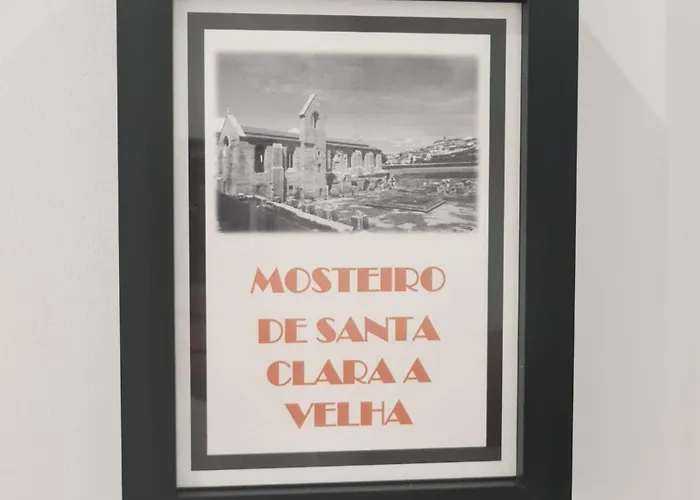 MOSTEIRO
DE SANTA
CLARA A
VELHA